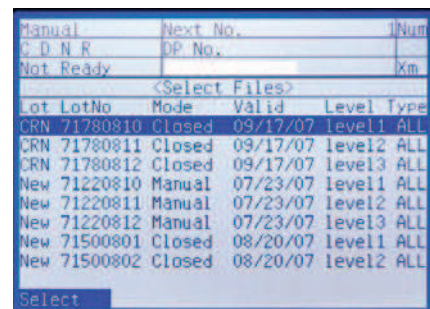 Manual Next No. 1 Num
C D N R DP No.
Not Ready Xm
<Select Files>
Lot LotNo Mode Valid Level Type
CRN 71780810 Closed 09/17/07 level1 ALL
CRN 71780811 Closed 09/17/07 level2 ALL
CRN 71780812 Closed 09/17/07 level3 ALL
New 71220810 Manual 07/23/07 level1 ALL
New 71220811 Manual 07/23/07 level2 ALL
New 71220812 Manual 07/23/07 level3 ALL
New 71500801 Closed 08/20/07 level1 ALL
New 71500802 Closed 08/20/07 level2 ALL
Select